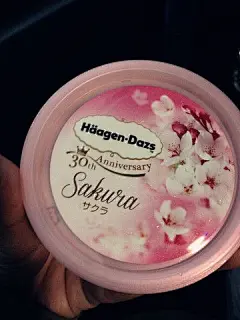 Häagen-Dazs
30th Anniversary
Sakura
サクラ